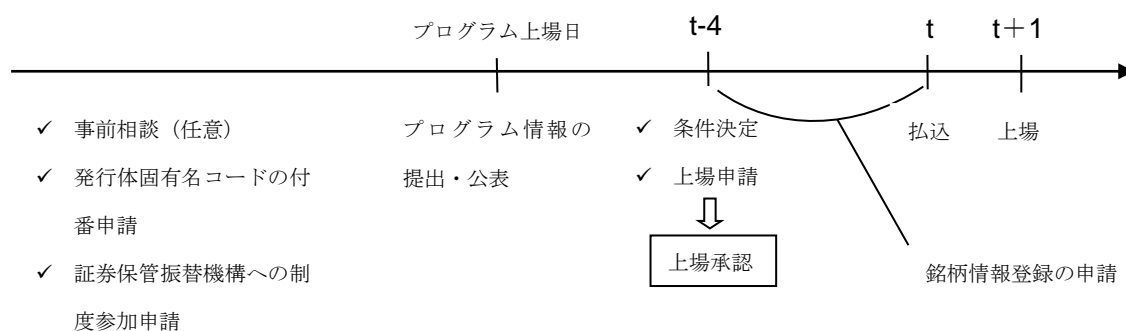 プログラム上場日
t-4
t
t＋1
✓ 事前相談（任意）
✓ 発行体固有名コードの付
番申請
✓ 証券保管振替機構への制
度参加申請
プログラム情報の
提出・公表
✓ 条件決定
✓ 上場申請
上場承認
払込
上場
銘柄情報登録の申請